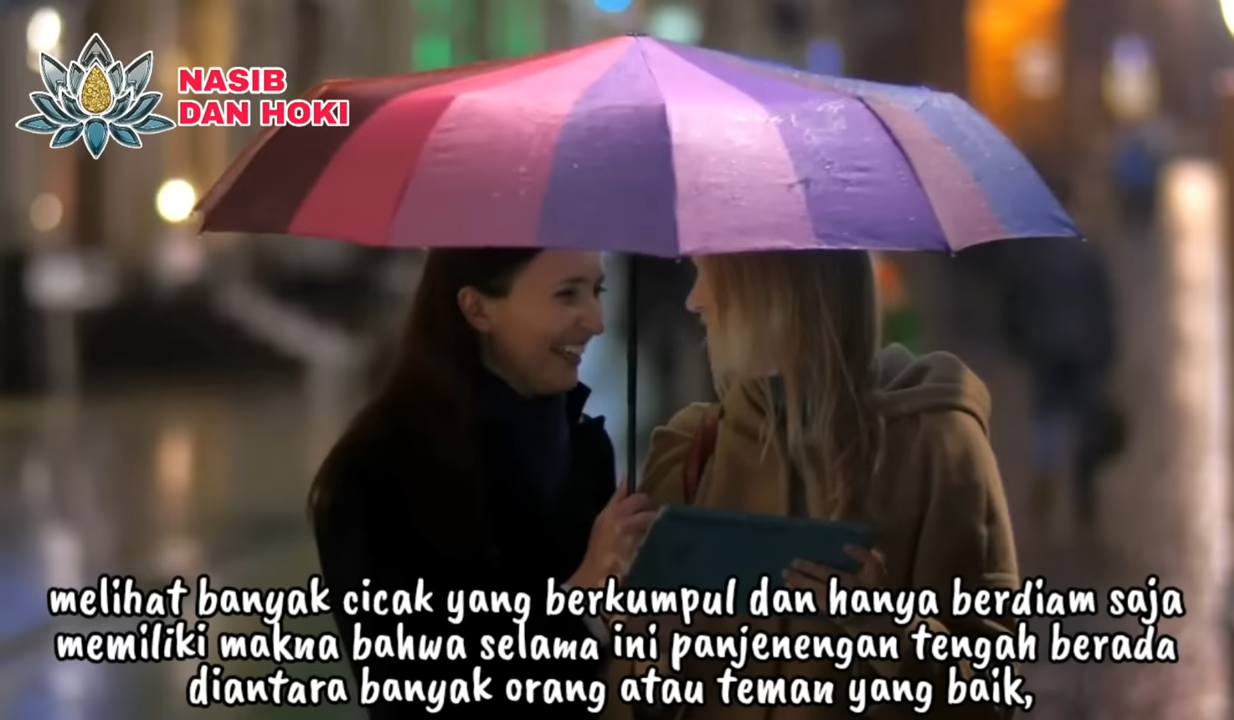 NASIB
DAN HOKI
melihat banyak cicak yang berkumpul dan hanya berdiam saja
memiliki makna bahwa selama ini panjenengan tengah berada
diantara banyak orang atau teman yang baik,